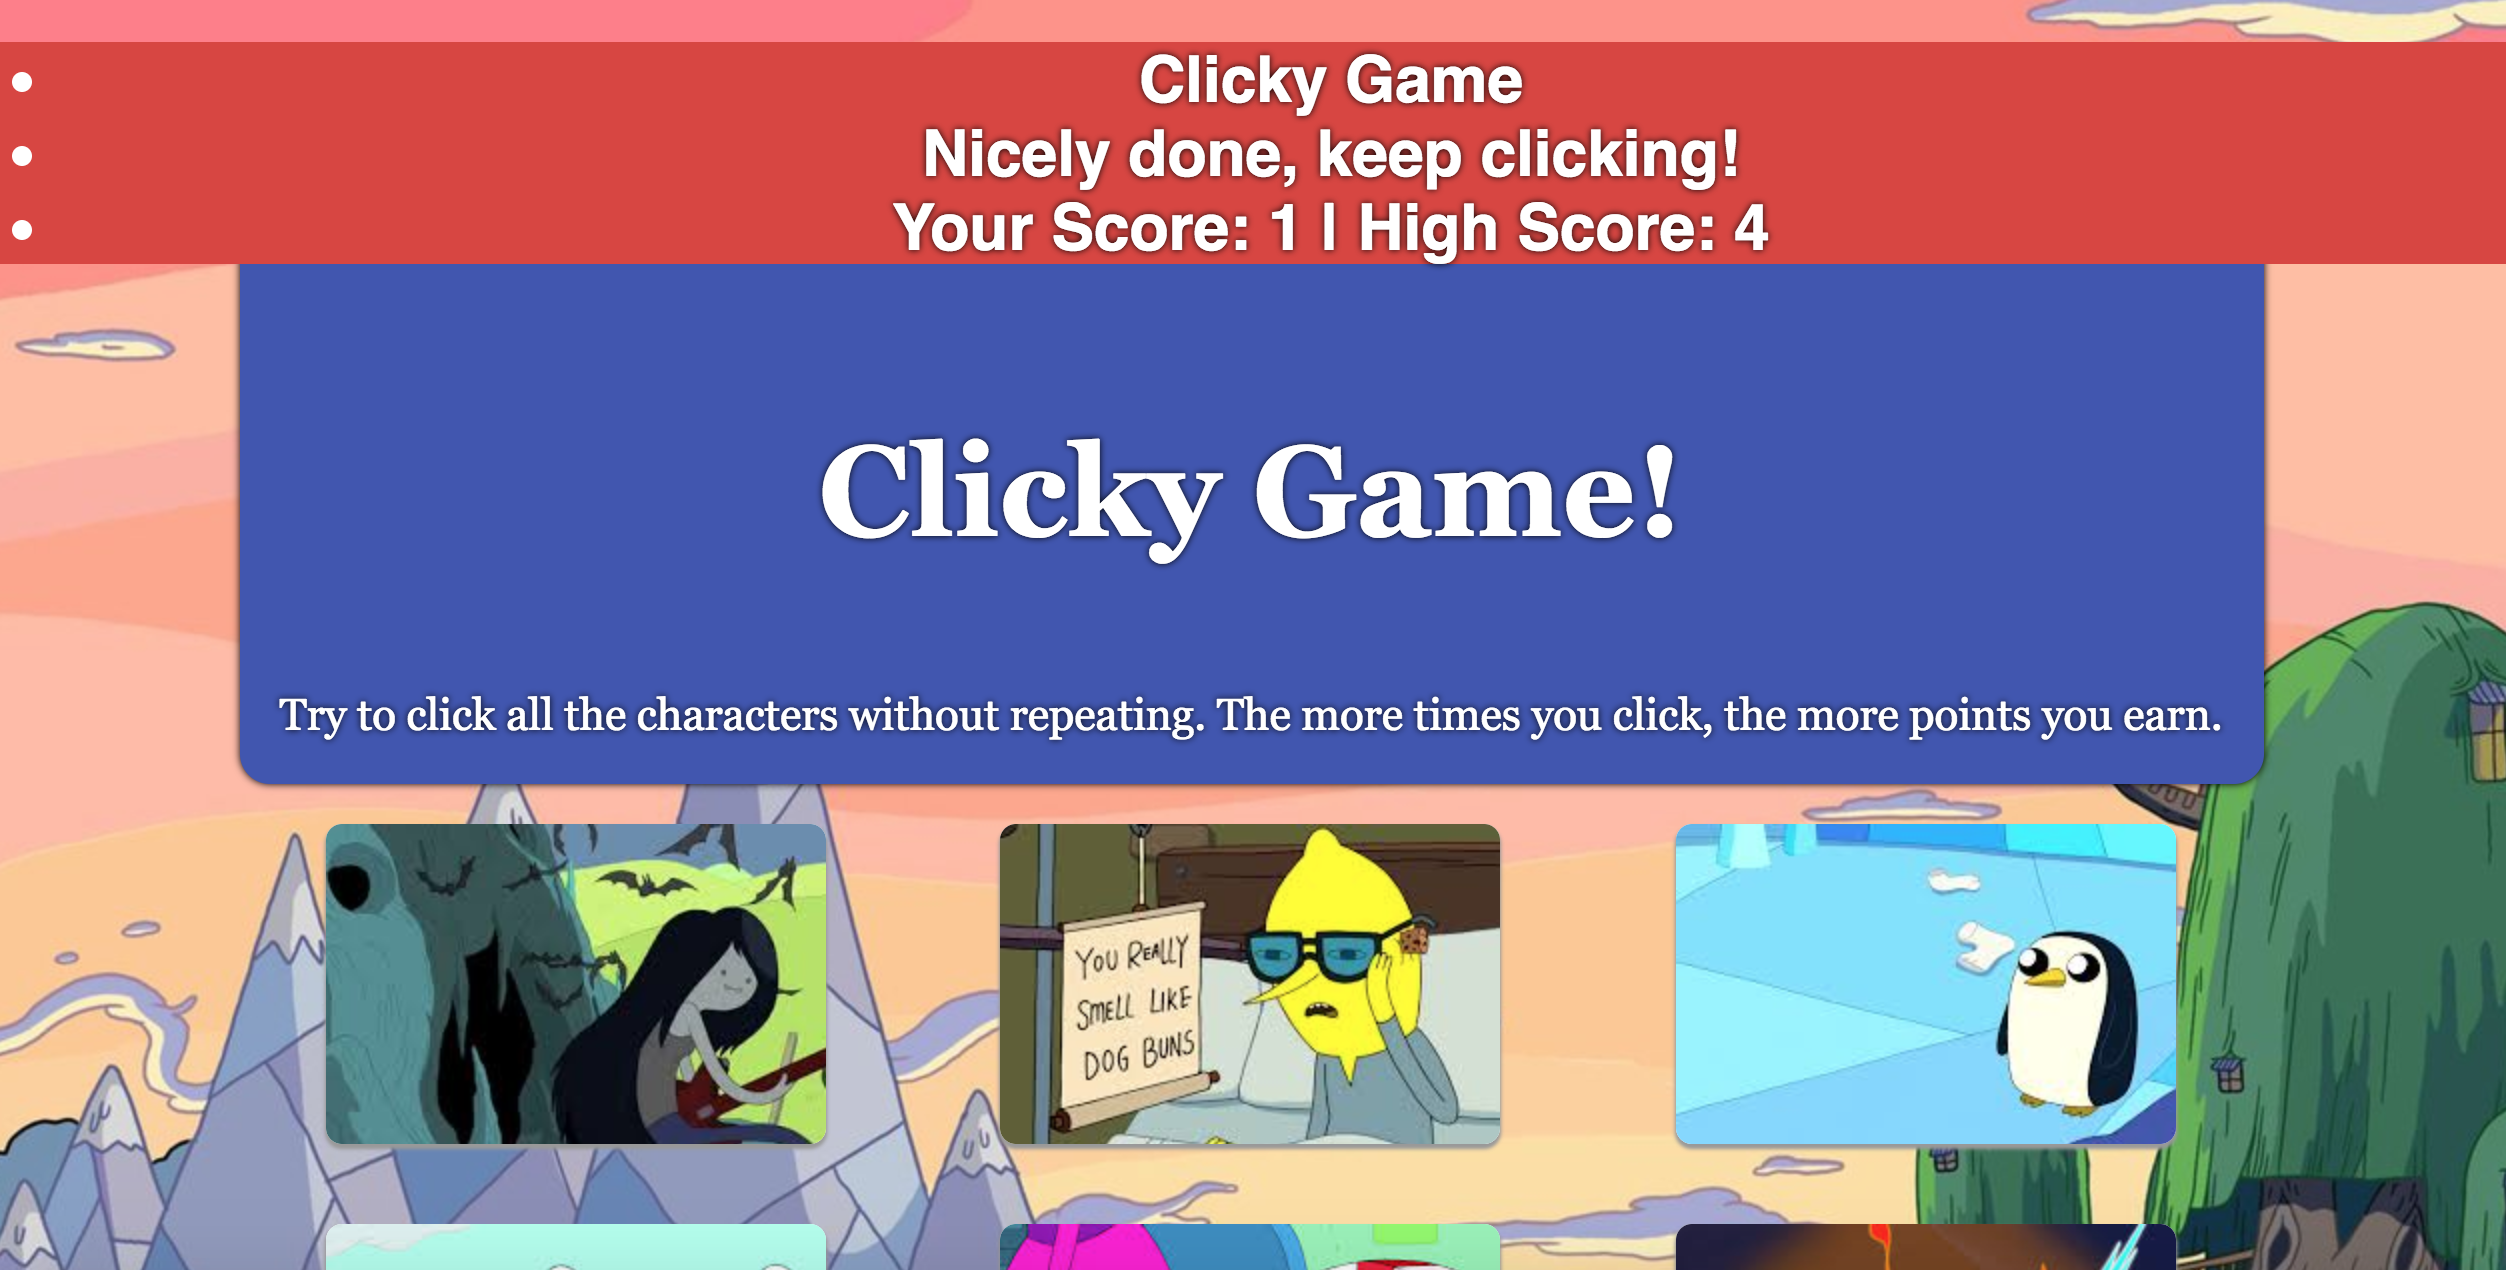 Clicky Game
Nicely done, keep clicking!
Your Score: 1 | High Score: 4
Clicky Game!
Try to click all the characters without repeating. The more times you click, the more points you earn.
YOU REALLY
SMELL LIKE
DOG BUNS